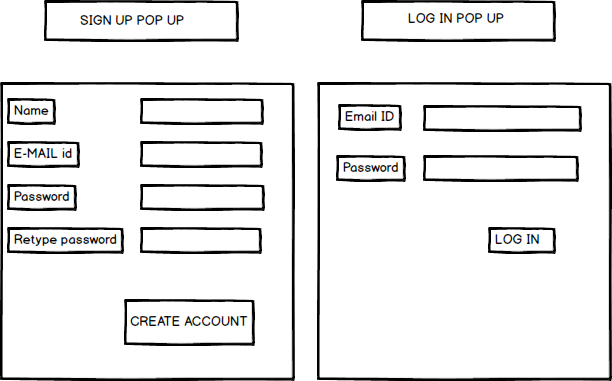 SIGN UP POP UP
LOG IN POP UP
Name
E-MAIL id
Password
Retype password
CREATE ACCOUNT
Email ID
Password
LOG IN